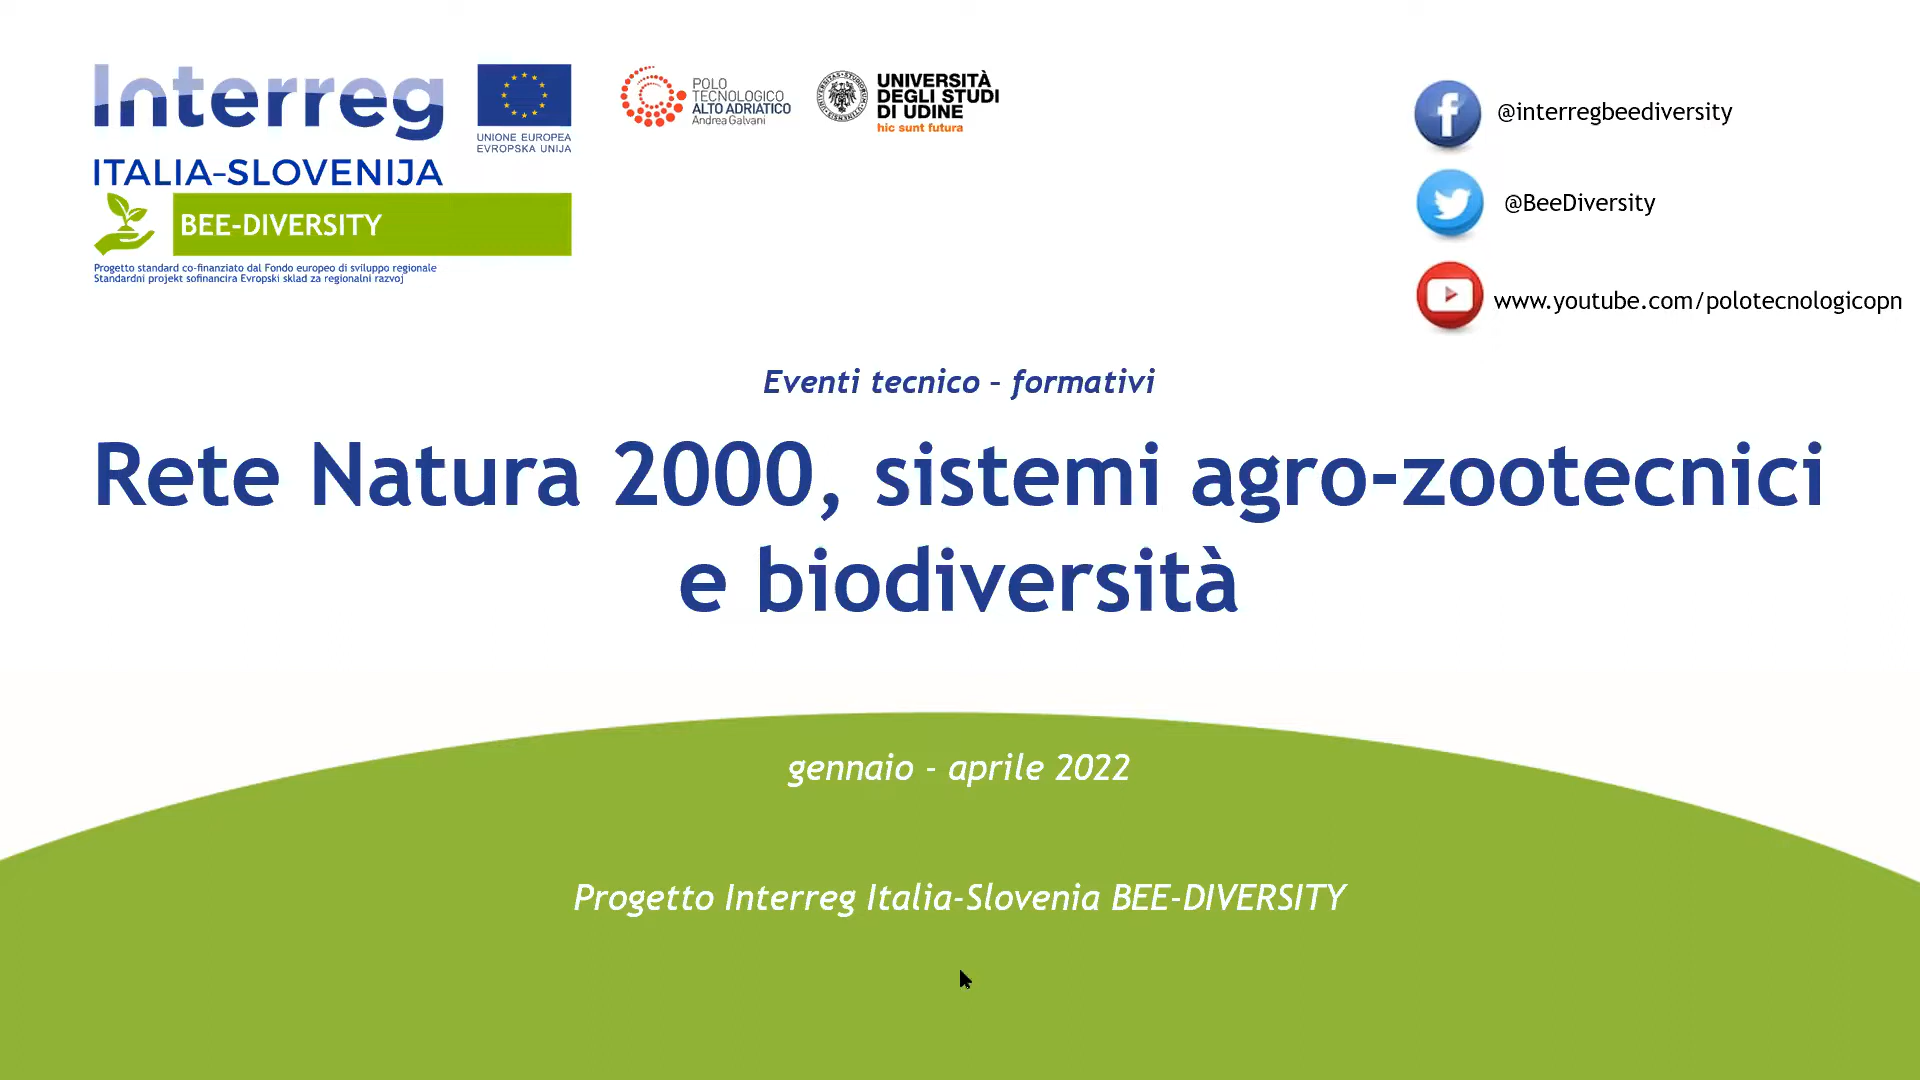 Interreg
ITALIA-SLOVENIJA
UNIONE EUROPEA
EVROPSKA UNIJA
BEE-DIVERSITY
Progetto standard co-finanziato dal Fondo europeo di sviluppo regionale
Standardni projekt sofinancira Evropski sklad za regionalni razvoj
POLO
TECNOLOGICO
ALTO ADRIATICO
Andrea Galvani
UNIVERSITÀ
DEGLI STUDI
DI UDINE
hic sunt futura
@interregbeediversity
@BeeDiversity
www.youtube.com/polotecnologicopn
Eventi tecnico – formativi
Rete Natura 2000, sistemi agro-zootecnici
e biodiversità
gennaio - aprile 2022
Progetto Interreg Italia-Slovenia BEE-DIVERSITY